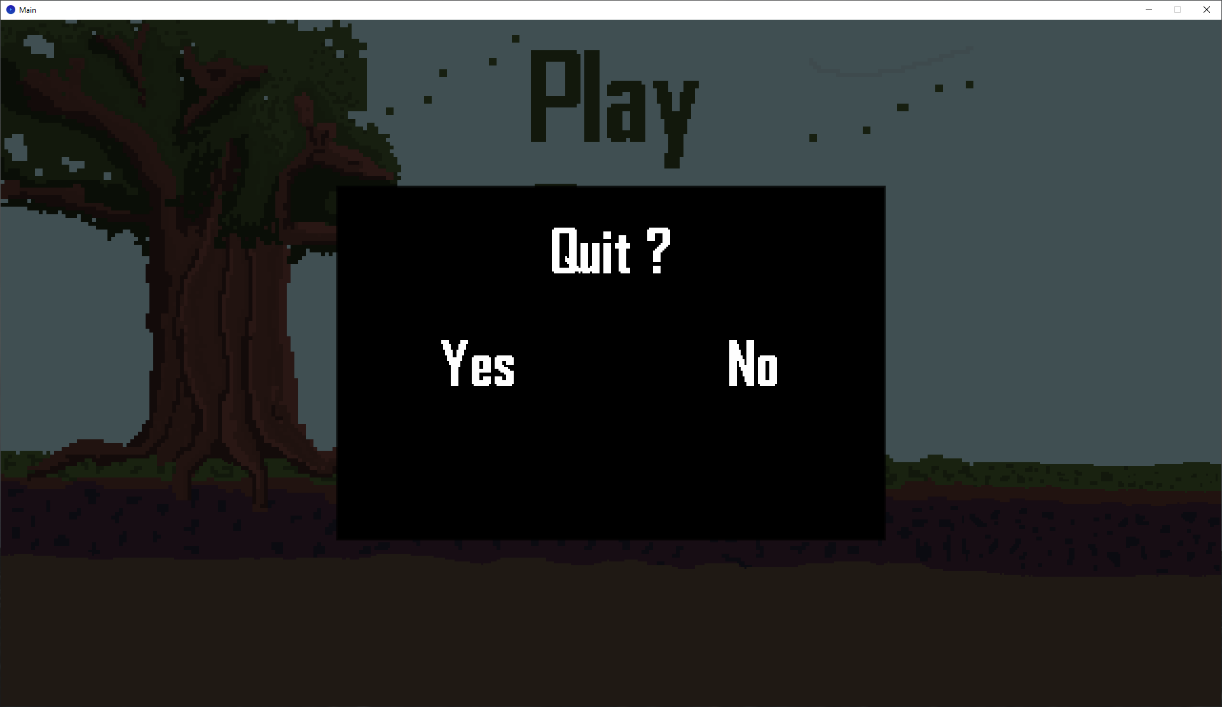 Main
Play
Quit ?
Yes No